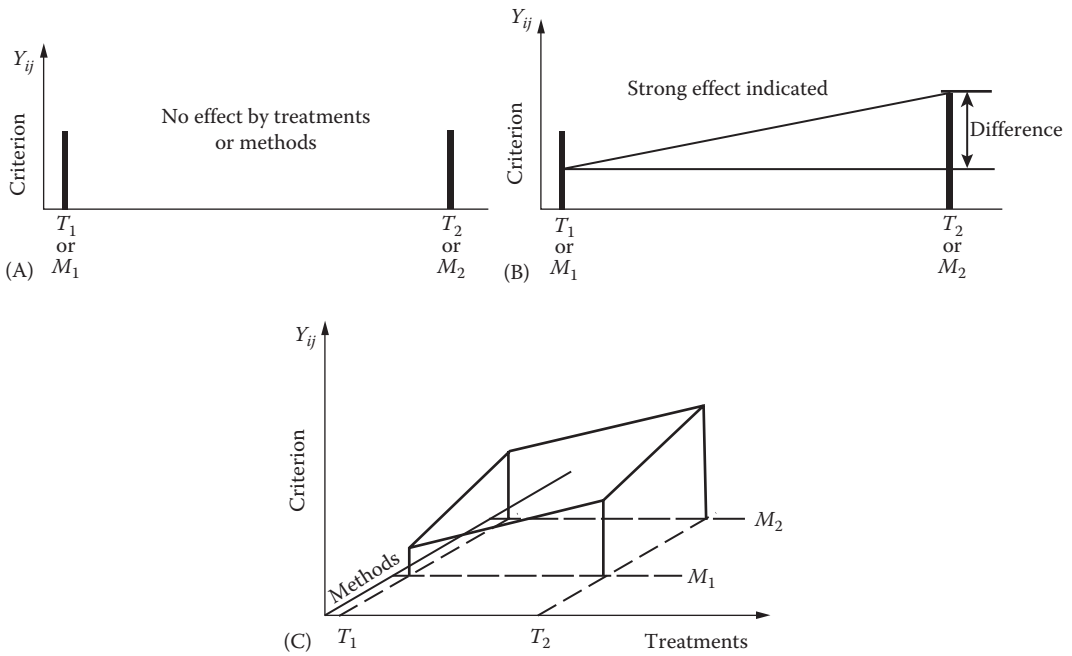 Y_ij
Criterion
No effect by treatments
or methods
T_1
or
M_1
T_2
or
M_2
(A)
Y_ij
Criterion
Strong effect indicated
Difference
T_1
or
M_1
T_2
or
M_2
(B)
Y_ij
Criterion
Methods
M_2
M_1
T_1
T_2
Treatments
(C)